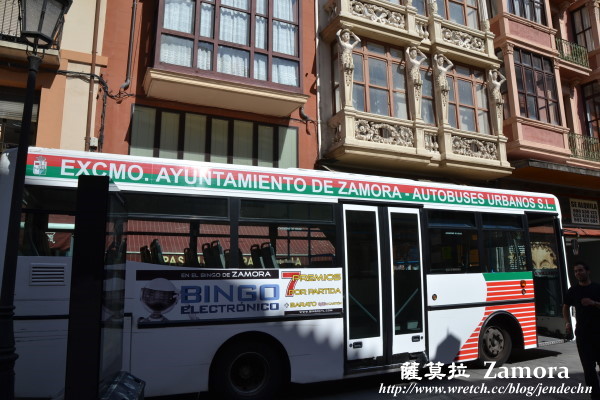 EXCMO. AYUNTAMIENTO DE ZAMORA - AUTOBUSES URBANOS, S.L.
EN EL BINGO DE ZAMORA
BINGO
ELECTRÓNICO
7 PREMIOS
POR PARTIDA
薩莫拉 Zamora
http://www.wretch.cc/blog/jendechn